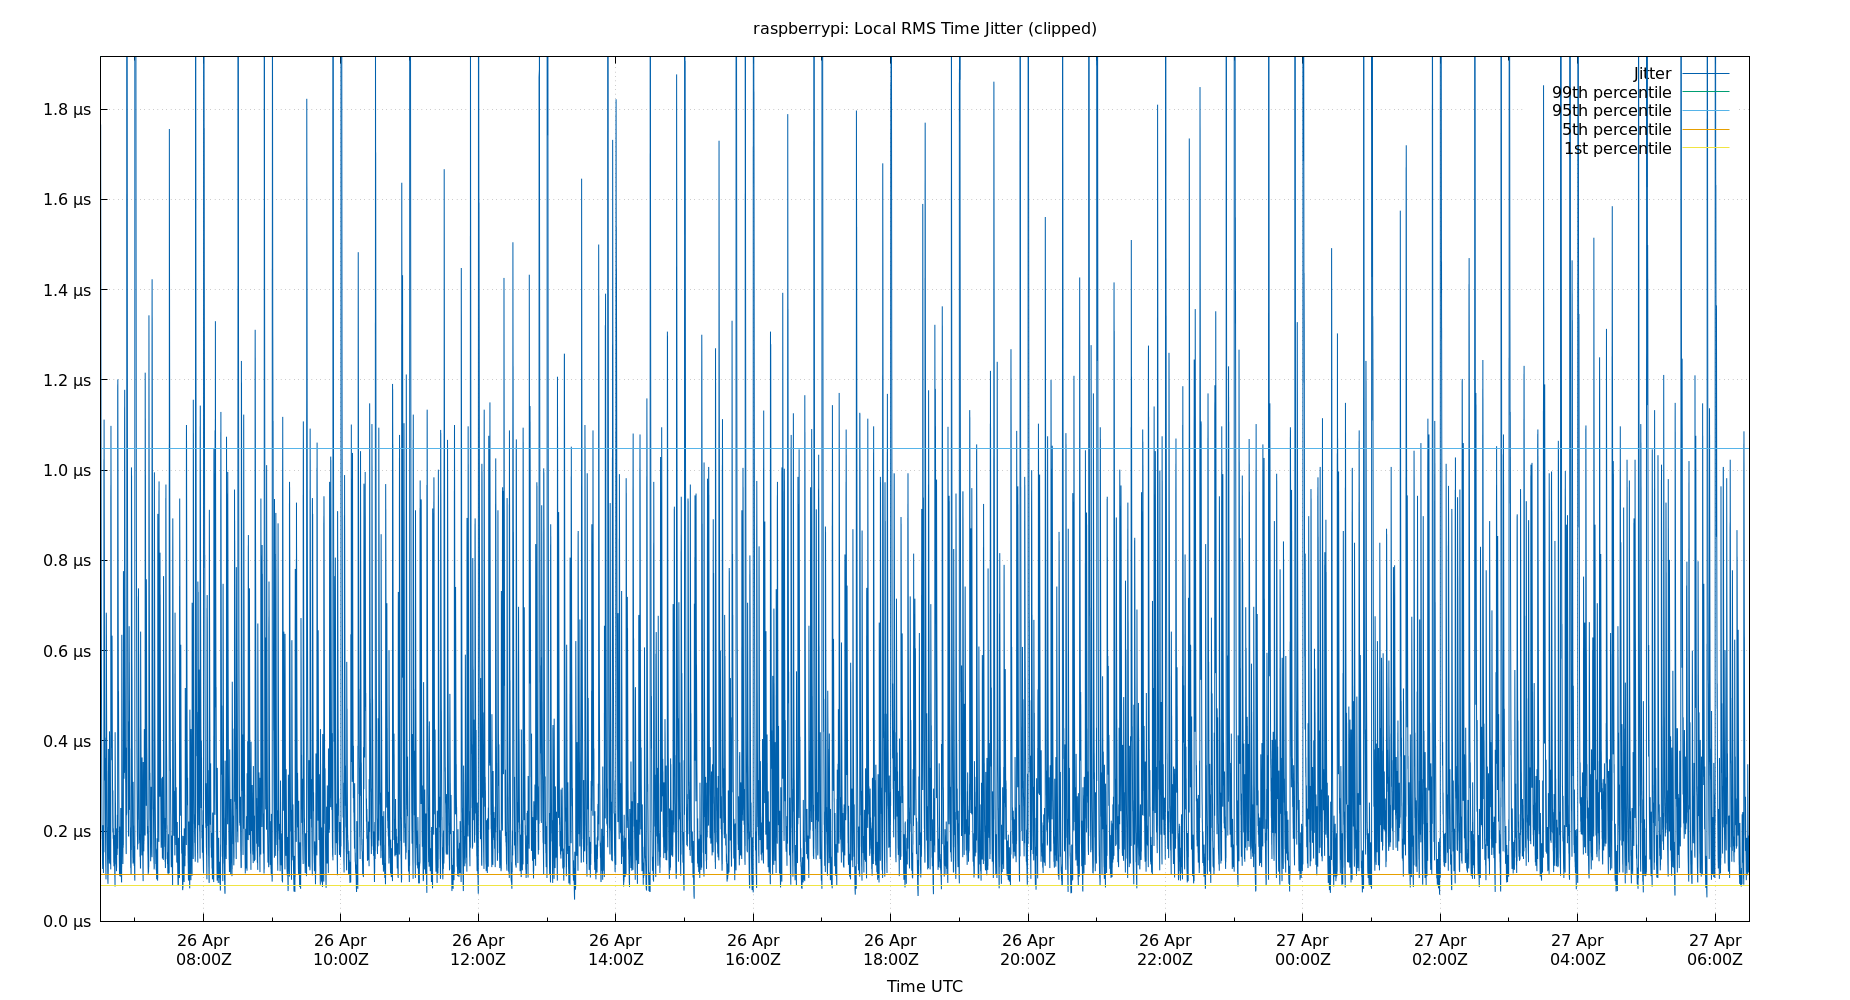 raspberrypi: Local RMS Time Jitter (clipped)
Jitter
99th percentile
95th percentile
5th percentile
1st percentile
1.8 µs
1.6 µs
1.4 µs
1.2 µs
1.0 µs
0.8 µs
0.6 µs
0.4 µs
0.2 µs
0.0 µs
26 Apr 26 Apr 26 Apr 26 Apr 26 Apr 26 Apr 26 Apr 26 Apr 27 Apr 27 Apr 27 Apr 27 Apr
08:00Z 10:00Z 12:00Z 14:00Z 16:00Z 18:00Z 20:00Z 22:00Z 00:00Z 02:00Z 04:00Z 06:00Z
Time UTC